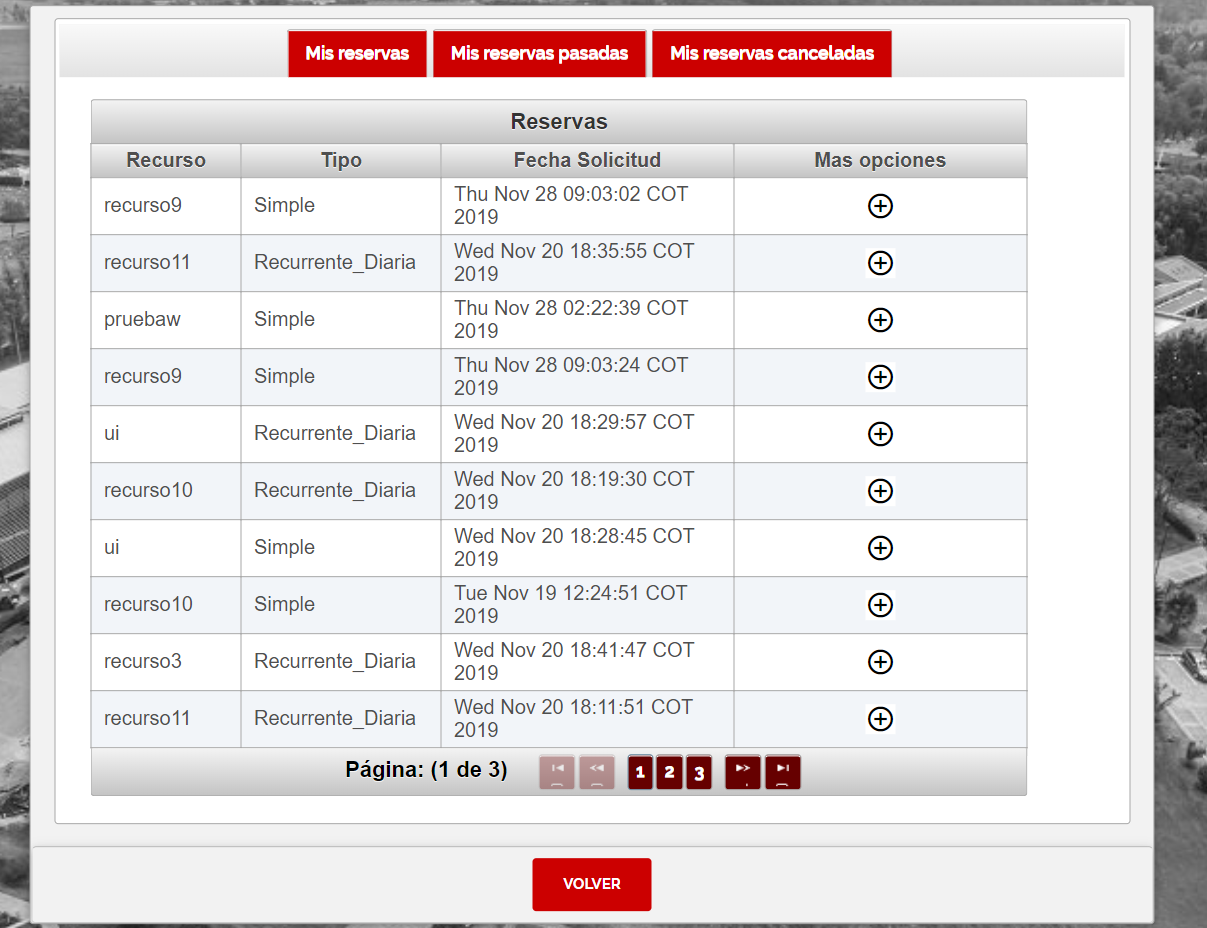 Mis reservas Mis reservas pasadas Mis reservas canceladas
Reservas
Recurso Tipo Fecha Solicitud Mas opciones
recurso9 Simple Thu Nov 28 09:03:02 COT
2019
recurso11 Recurrente_Diaria Wed Nov 20 18:35:55 COT
2019
pruebaw Simple Thu Nov 28 02:22:39 COT
2019
recurso9 Simple Thu Nov 28 09:03:24 COT
2019
ui Recurrente_Diaria Wed Nov 20 18:29:57 COT
2019
recurso10 Recurrente_Diaria Wed Nov 20 18:19:30 COT
2019
ui Simple Wed Nov 20 18:28:45 COT
2019
recurso10 Simple Tue Nov 19 12:24:51 COT
2019
recurso3 Recurrente_Diaria Wed Nov 20 18:41:47 COT
2019
recurso11 Recurrente_Diaria Wed Nov 20 18:11:51 COT
2019
Página: (1 de 3) 1 2 3
VOLVER